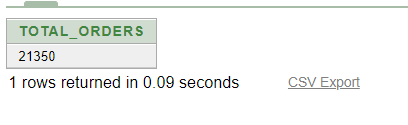 TOTAL_ORDERS
21350
1 rows returned in 0.09 seconds CSV Export